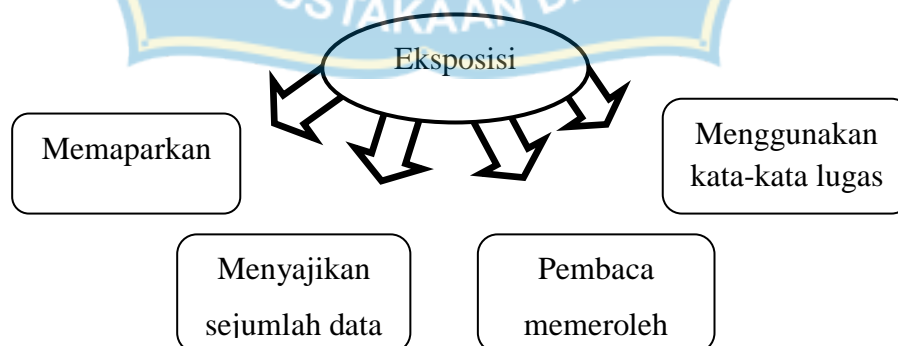 Eksposisi
Memaparkan
Menggunakan
kata-kata lugas
Menyajikan
sejumlah data
Pembaca
memeroleh